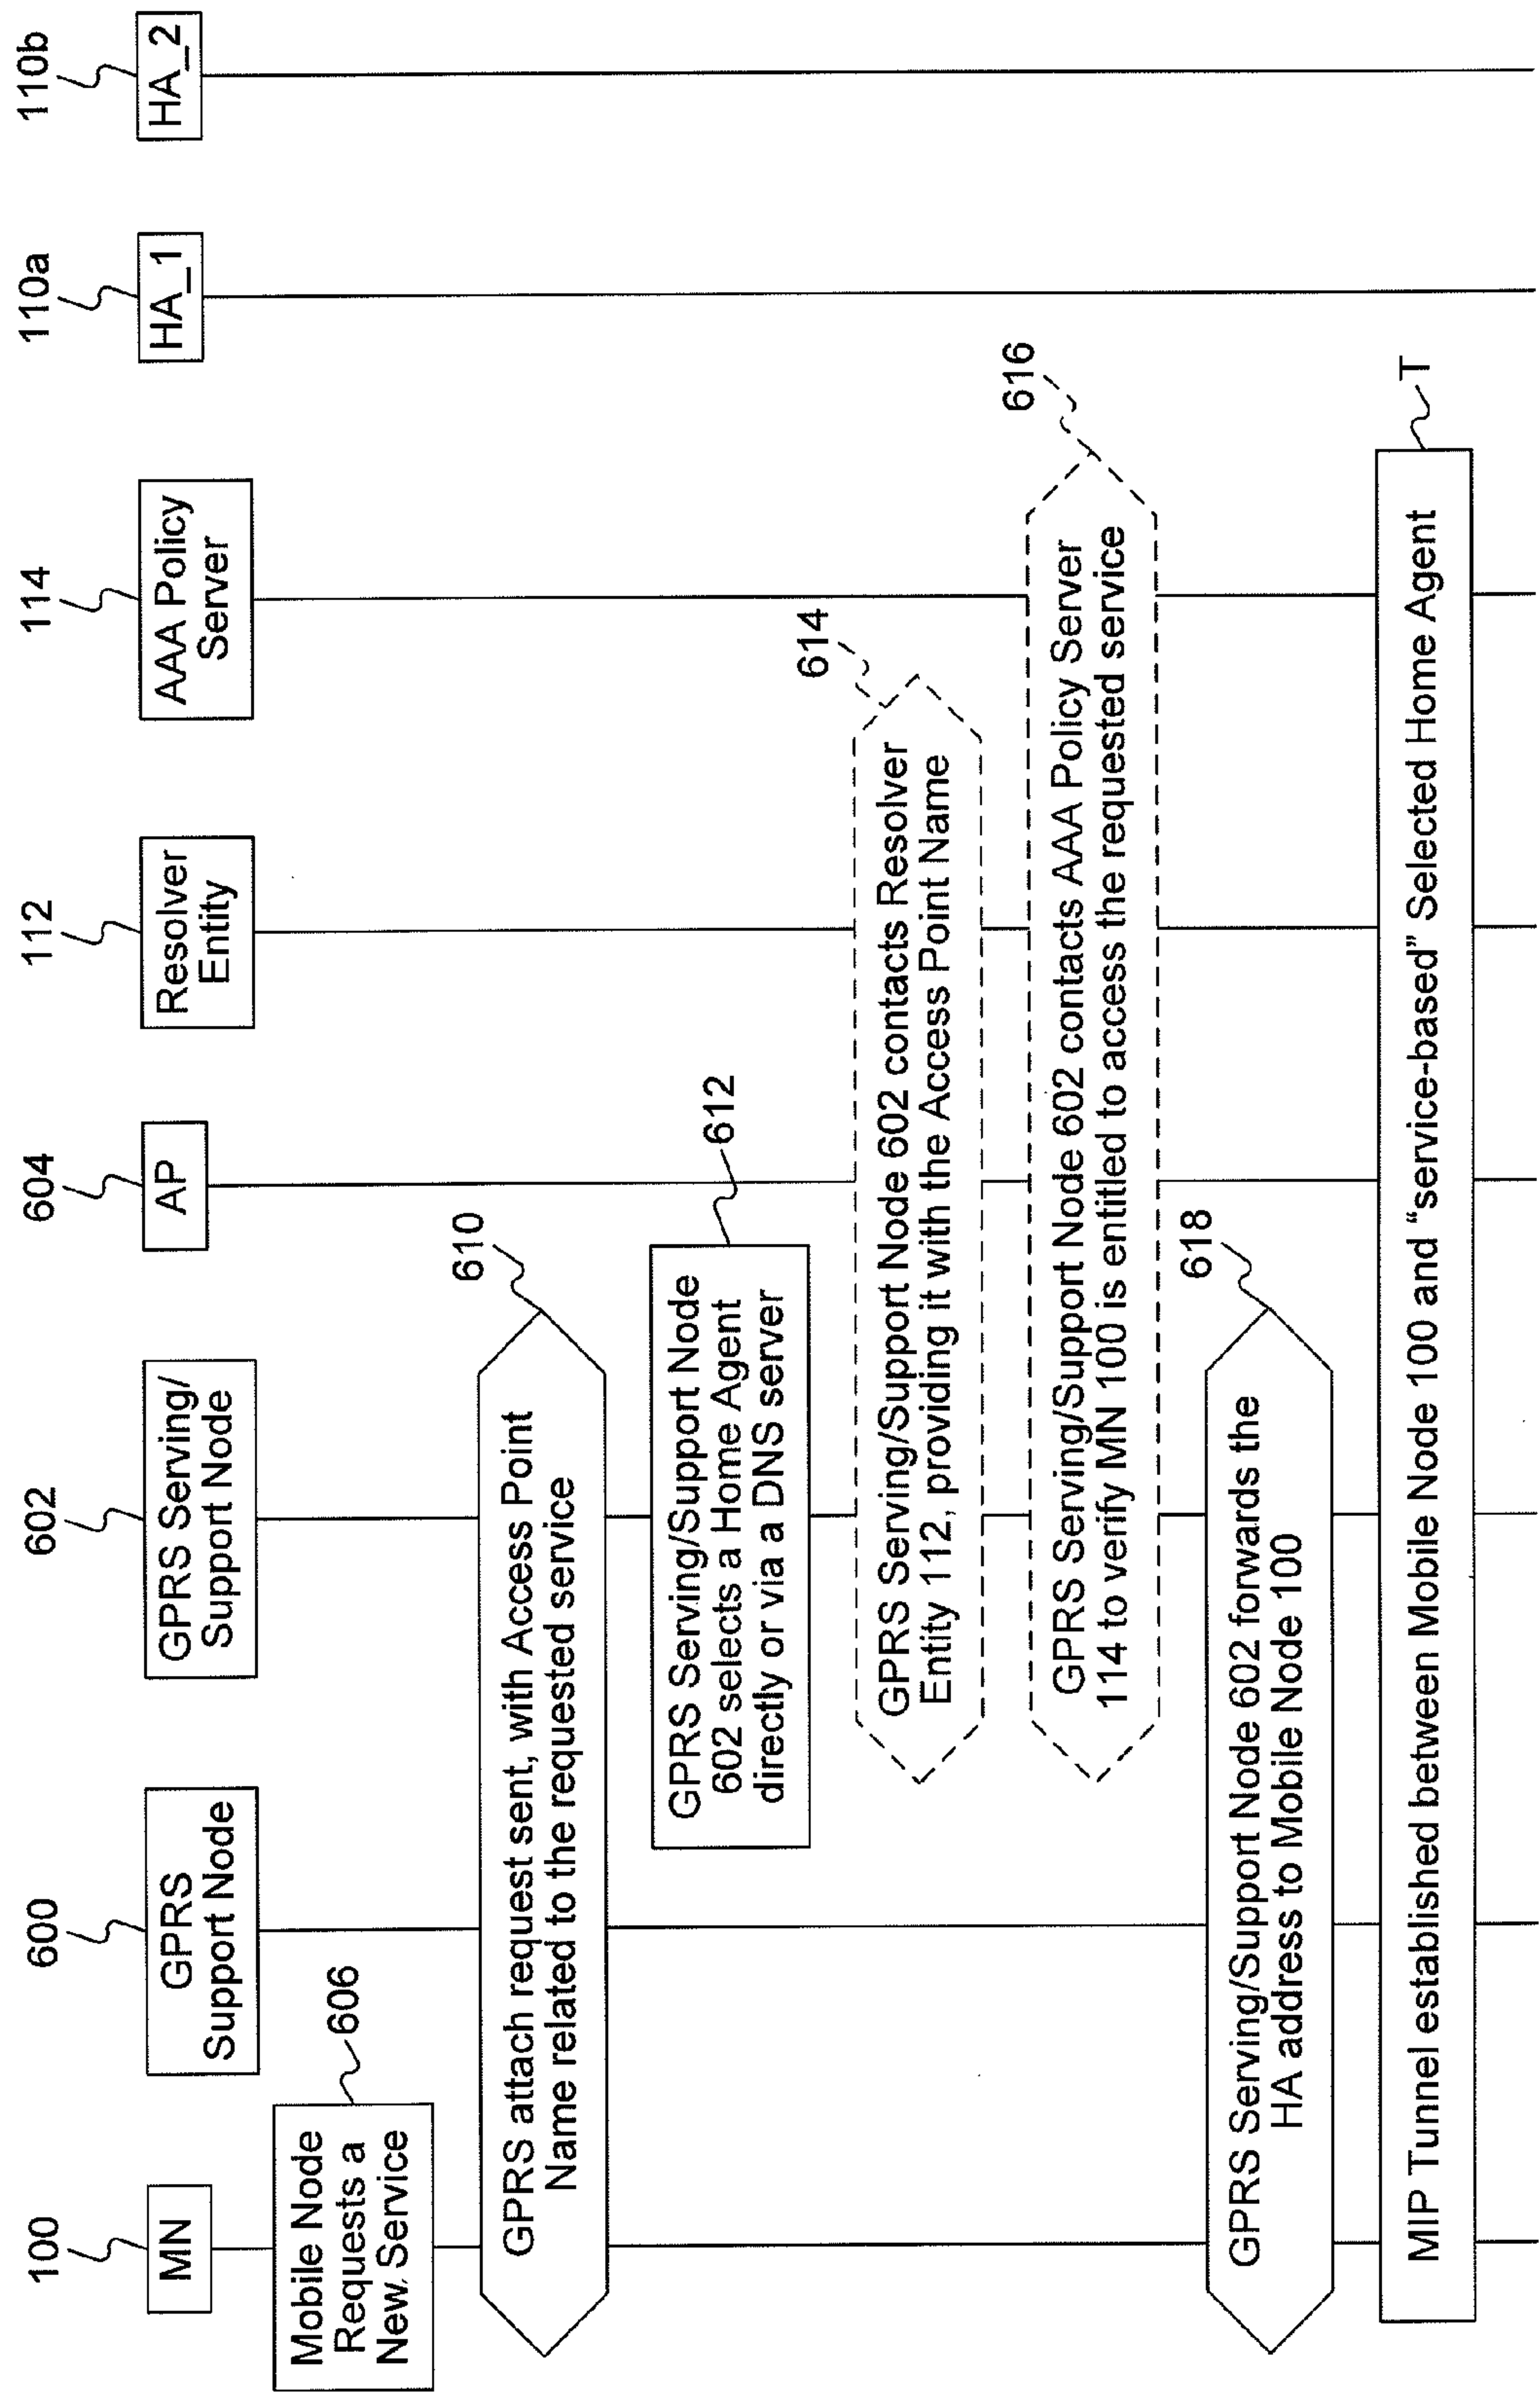 100
600
602
604
112
114
110a
110b
MN
GPRS
Support Node
GPRS Serving/
Support Node
AP
Resolver
Entity
AAA Policy
Server
HA_1
HA_2
606
Mobile Node
Requests a
New Service
610
GPRS attach request sent, with Access Point
Name related to the requested service
612
GPRS Serving/Support Node
602 selects a Home Agent
directly or via a DNS server
614
GPRS Serving/Support Node 602 contacts Resolver
Entity 112, providing it with the Access Point Name
616
GPRS Serving/Support Node 602 contacts AAA Policy Server
114 to verify MN 100 is entitled to access the requested service
618
GPRS Serving/Support Node 602 forwards the
HA address to Mobile Node 100
T
MIP Tunnel established between Mobile Node 100 and "service-based" Selected Home Agent